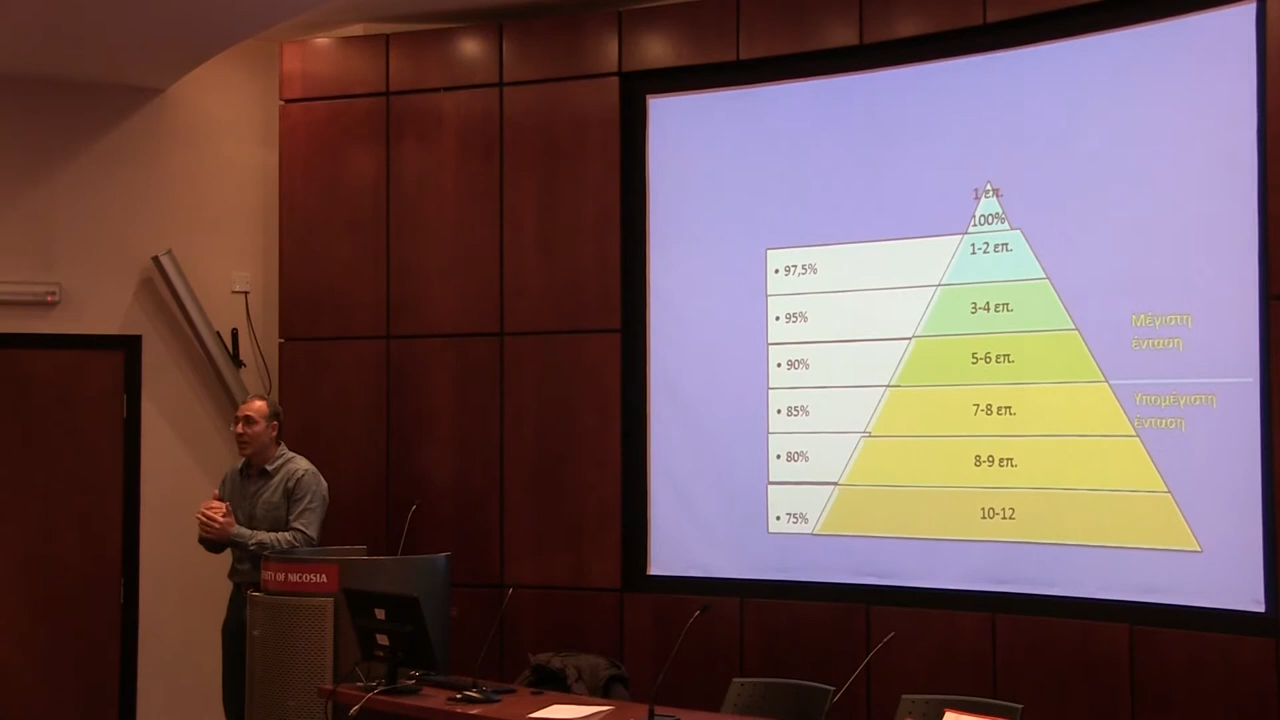 1 επ.
100%
• 97,5%
1-2 επ.
• 95%
3-4 επ.
• 90%
5-6 επ.
• 85%
7-8 επ.
• 80%
8-9 επ.
• 75%
10-12
Μέγιστη
ένταση
Υπομέγιστη
ένταση
OF NICOSIA